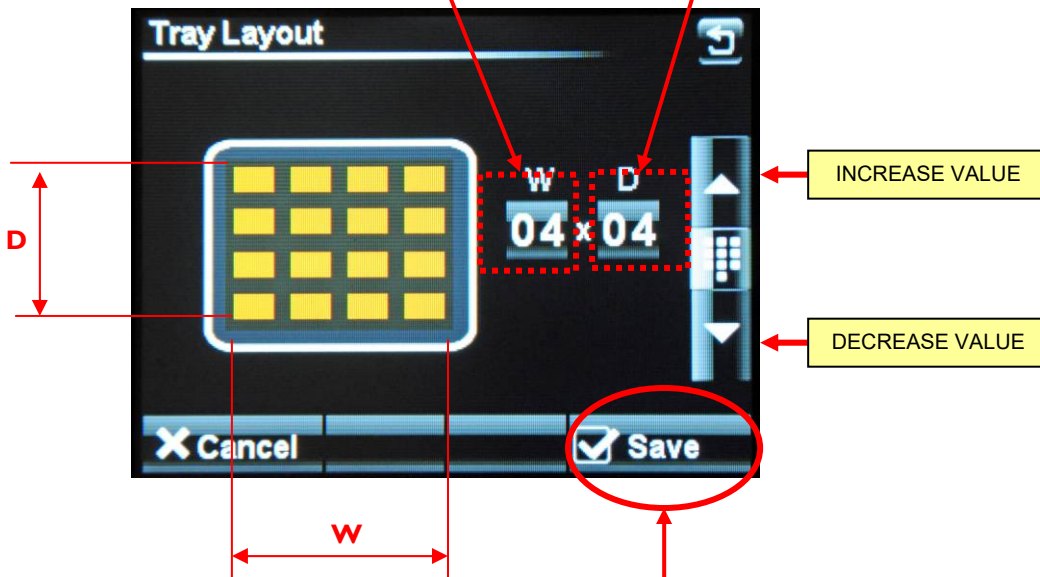 Tray Layout
W D
04 x 04
INCREASE VALUE
D
DECREASE VALUE
Cancel
Save
W